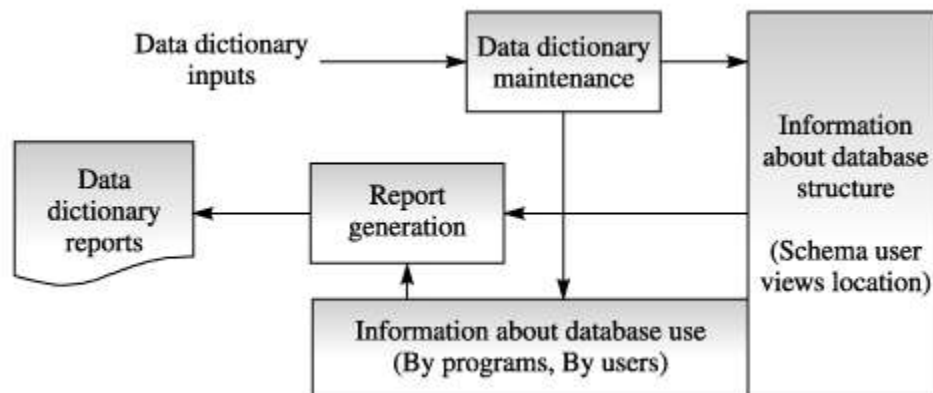 Data dictionary
inputs
Data dictionary
maintenance
Information
about database
structure
(Schema user
views location)
Data
dictionary
reports
Report
generation
Information about database use
(By programs, By users)